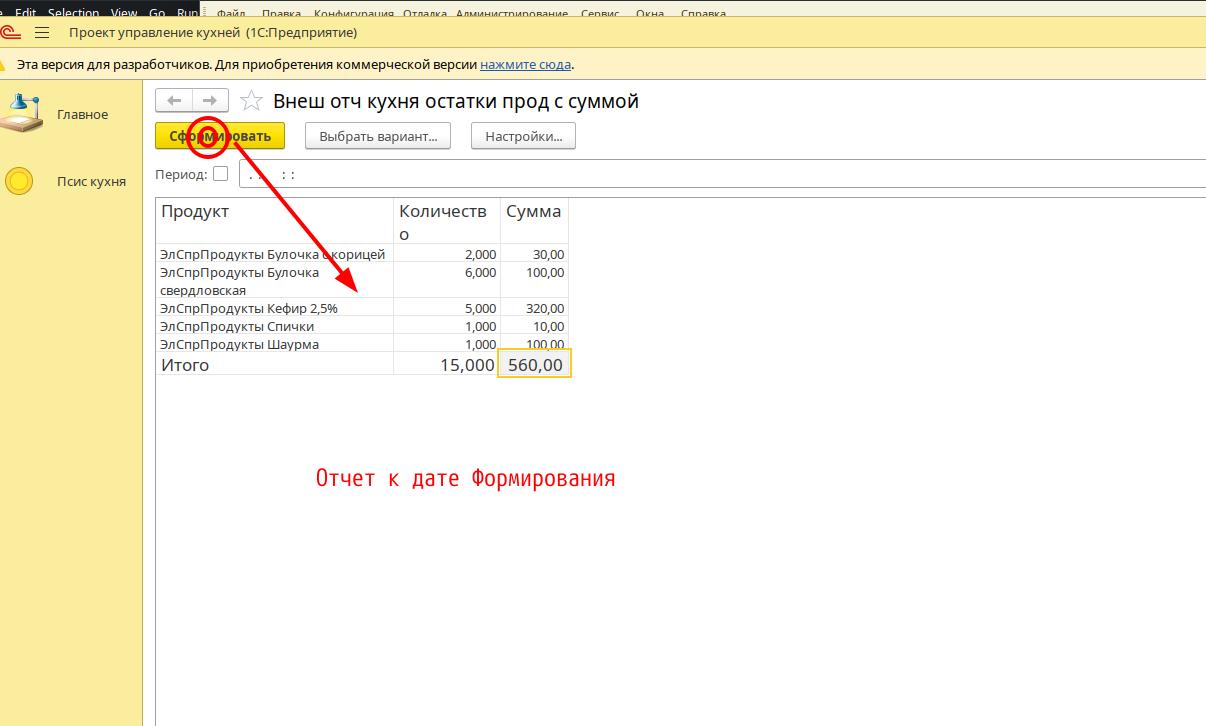 Edit Selection View Go Run Файл Правка Конфигурация Отладка Администрирование Сервис Окна Справка
Проект управление кухней (1С:Предприятие)
Эта версия для разработчиков. Для приобретения коммерческой версии нажмите сюда.
Главное
Псис кухня
Внеш отч кухня остатки прод с суммой
Сформировать Выбрать вариант... Настройки...
Период: . . : :
Продукт Количеств Сумма
о
ЭлСпрПродукты Булочка с корицей 2,000 30,00
ЭлСпрПродукты Булочка 6,000 100,00
свердловская
ЭлСпрПродукты Кефир 2,5% 5,000 320,00
ЭлСпрПродукты Спички 1,000 10,00
ЭлСпрПродукты Шаурма 1,000 100,00
Итого 15,000 560,00
Отчет к дате Формирования